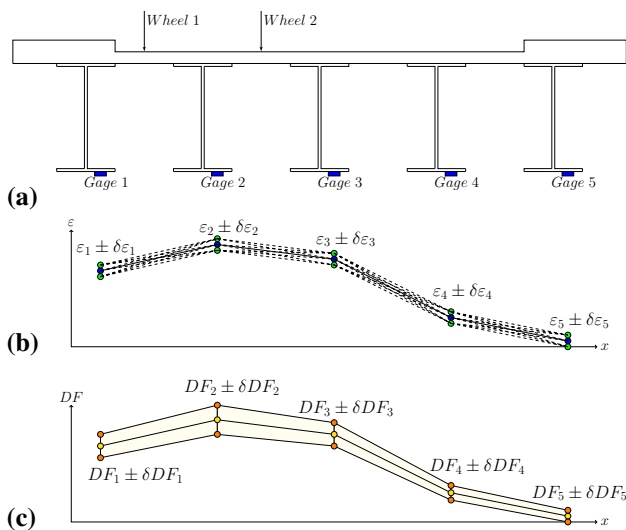 Wheel 1 Wheel 2
Gage 1 Gage 2 Gage 3 Gage 4 Gage 5
(a)
ε
ε₁ ± δε₁ ε₂ ± δε₂ ε₃ ± δε₃ ε₄ ± δε₄ ε₅ ± δε₅
(b)
x
DF
DF₁ ± δDF₁ DF₂ ± δDF₂ DF₃ ± δDF₃ DF₄ ± δDF₄ DF₅ ± δDF₅
(c)
x